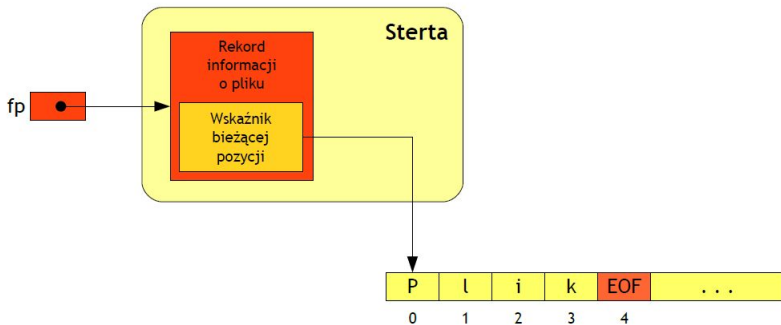 Sterta
Rekord
informacji
o pliku
fp
Wskaźnik
bieżącej
pozycji
P l i k EOF ...
0 1 2 3 4